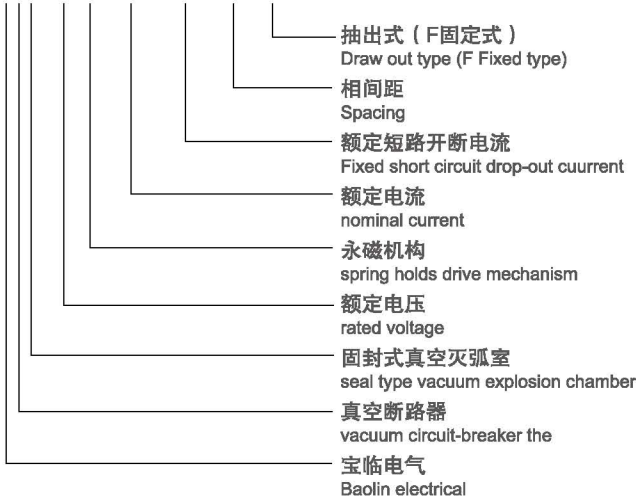 抽出式（F固定式）
Draw out type (F Fixed type)
相间距
Spacing
额定短路开断电流
Fixed short circuit drop-out cuurrent
额定电流
nominal current
永磁机构
spring holds drive mechanism
额定电压
rated voltage
固封式真空灭弧室
seal type vacuum explosion chamber
真空断路器
vacuum circuit-breaker the
宝临电气
Baolin electrical